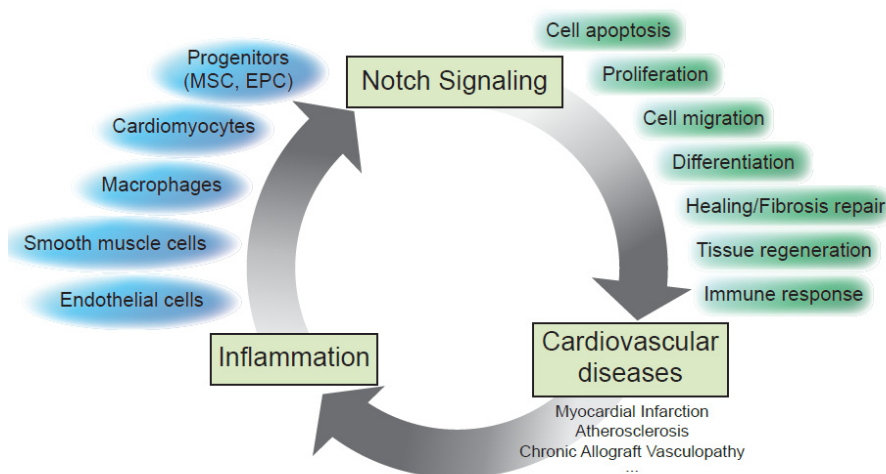 Cell apoptosis
Progenitors
(MSC, EPC)
Notch Signaling
Proliferation
Cell migration
Cardiomyocytes
Differentiation
Macrophages
Healing/Fibrosis repair
Smooth muscle cells
Tissue regeneration
Endothelial cells
Immune response
Inflammation
Cardiovascular
diseases
Myocardial Infarction
Atherosclerosis
Chronic Allograft Vasculopathy
...